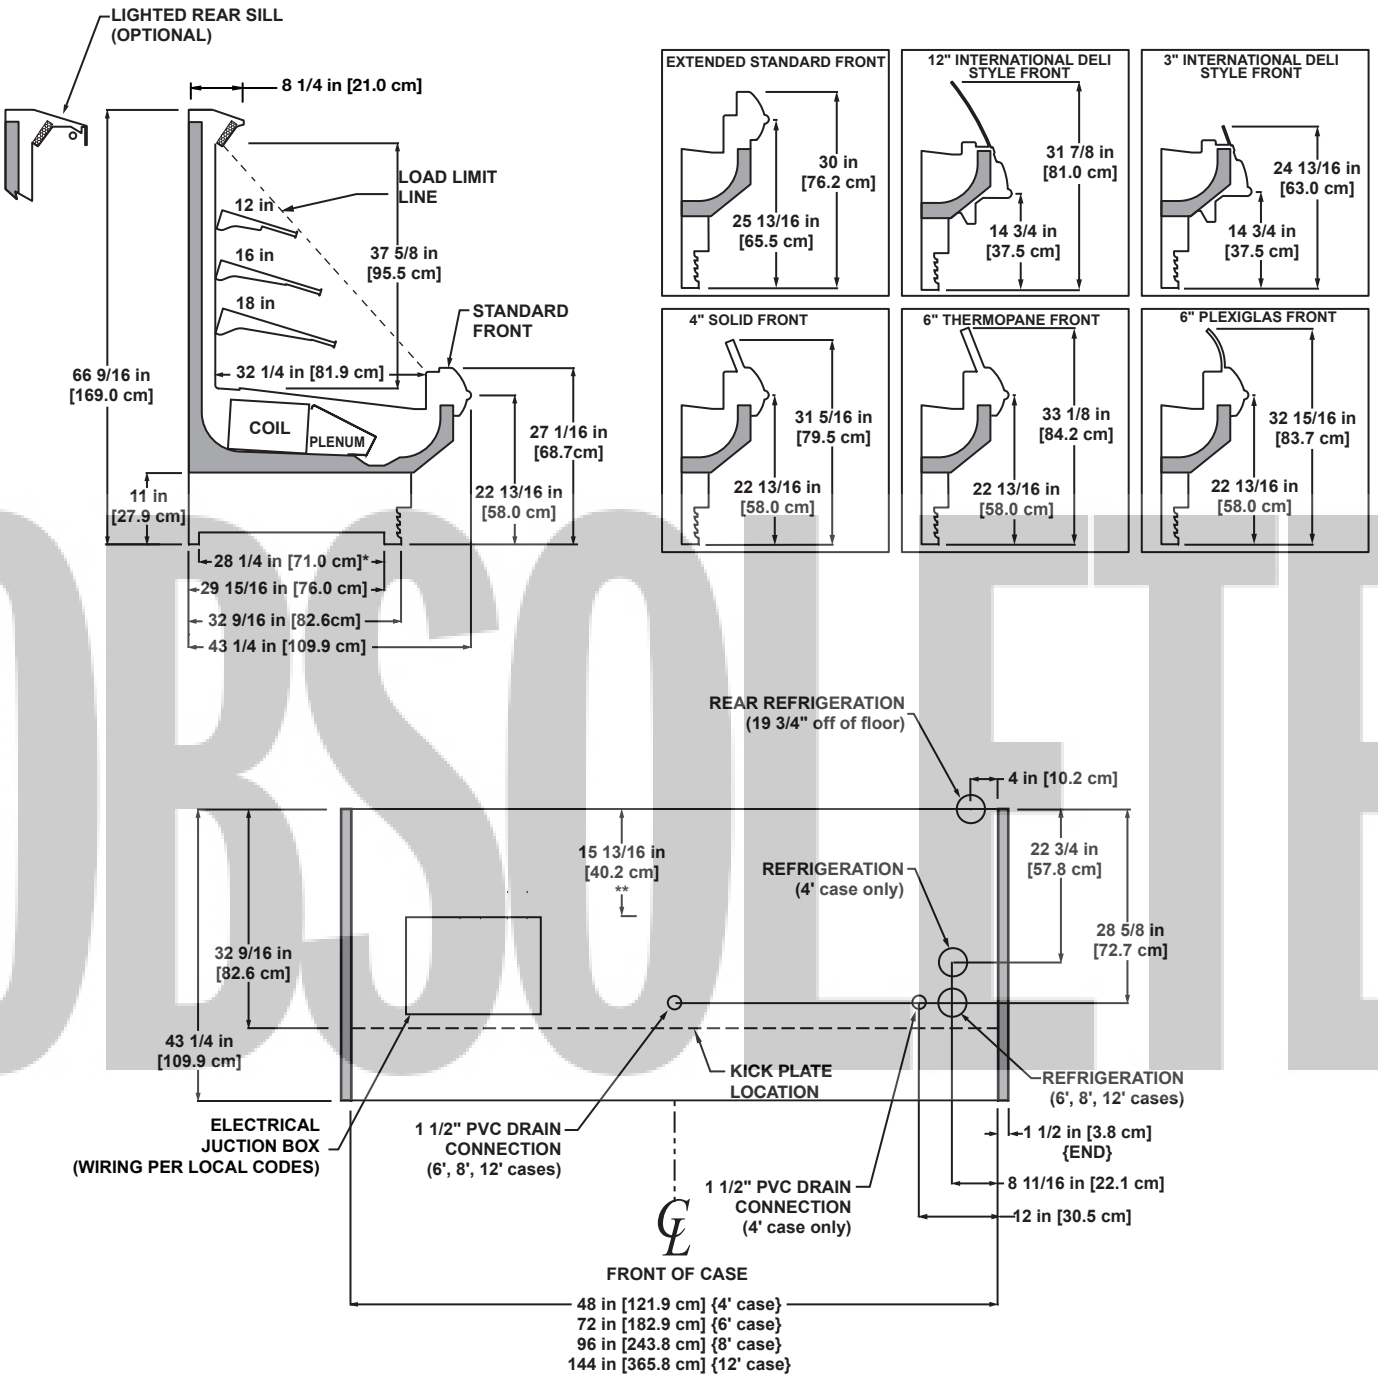 LIGHTED REAR SILL
(OPTIONAL)
8 1/4 in [21.0 cm]
LOAD LIMIT
LINE
12 in
16 in
18 in
37 5/8 in
[95.5 cm]
STANDARD
FRONT
66 9/16 in
[169.0 cm]
32 1/4 in [81.9 cm]
COIL
PLENUM
27 1/16 in
[68.7cm]
22 13/16 in
[58.0 cm]
11 in
[27.9 cm]
28 1/4 in [71.0 cm]*
29 15/16 in [76.0 cm]
32 9/16 in [82.6cm]
43 1/4 in [109.9 cm]
EXTENDED STANDARD FRONT
30 in
[76.2 cm]
25 13/16 in
[65.5 cm]
12" INTERNATIONAL DELI
STYLE FRONT
31 7/8 in
[81.0 cm]
14 3/4 in
[37.5 cm]
3" INTERNATIONAL DELI
STYLE FRONT
24 13/16 in
[63.0 cm]
14 3/4 in
[37.5 cm]
4" SOLID FRONT
31 5/16 in
[79.5 cm]
22 13/16 in
[58.0 cm]
6" THERMOPANE FRONT
33 1/8 in
[84.2 cm]
22 13/16 in
[58.0 cm]
6" PLEXIGLAS FRONT
32 15/16 in
[83.7 cm]
22 13/16 in
[58.0 cm]
OBSOLETE
REAR REFRIGERATION
(19 3/4" off of floor)
4 in [10.2 cm]
15 13/16 in
[40.2 cm]
**
REFRIGERATION
(4' case only)
22 3/4 in
[57.8 cm]
28 5/8 in
[72.7 cm]
32 9/16 in
[82.6 cm]
43 1/4 in
[109.9 cm]
KICK PLATE
LOCATION
REFRIGERATION
(6', 8', 12' cases)
ELECTRICAL
JUCTION BOX
(WIRING PER LOCAL CODES)
1 1/2" PVC DRAIN
CONNECTION
(6', 8', 12' cases)
1 1/2 in [3.8 cm]
{END}
1 1/2" PVC DRAIN
CONNECTION
(4' case only)
8 11/16 in [22.1 cm]
12 in [30.5 cm]
CL
FRONT OF CASE
48 in [121.9 cm] {4' case}
72 in [182.9 cm] {6' case}
96 in [243.8 cm] {8' case}
144 in [365.8 cm] {12' case}